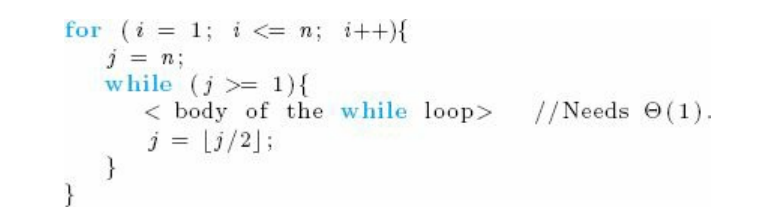 for (i = 1; i <= n; i++){
j = n;
while (j >= 1){
< body of the while loop> //Needs Θ(1).
j = ⌊j/2⌋;
}
}